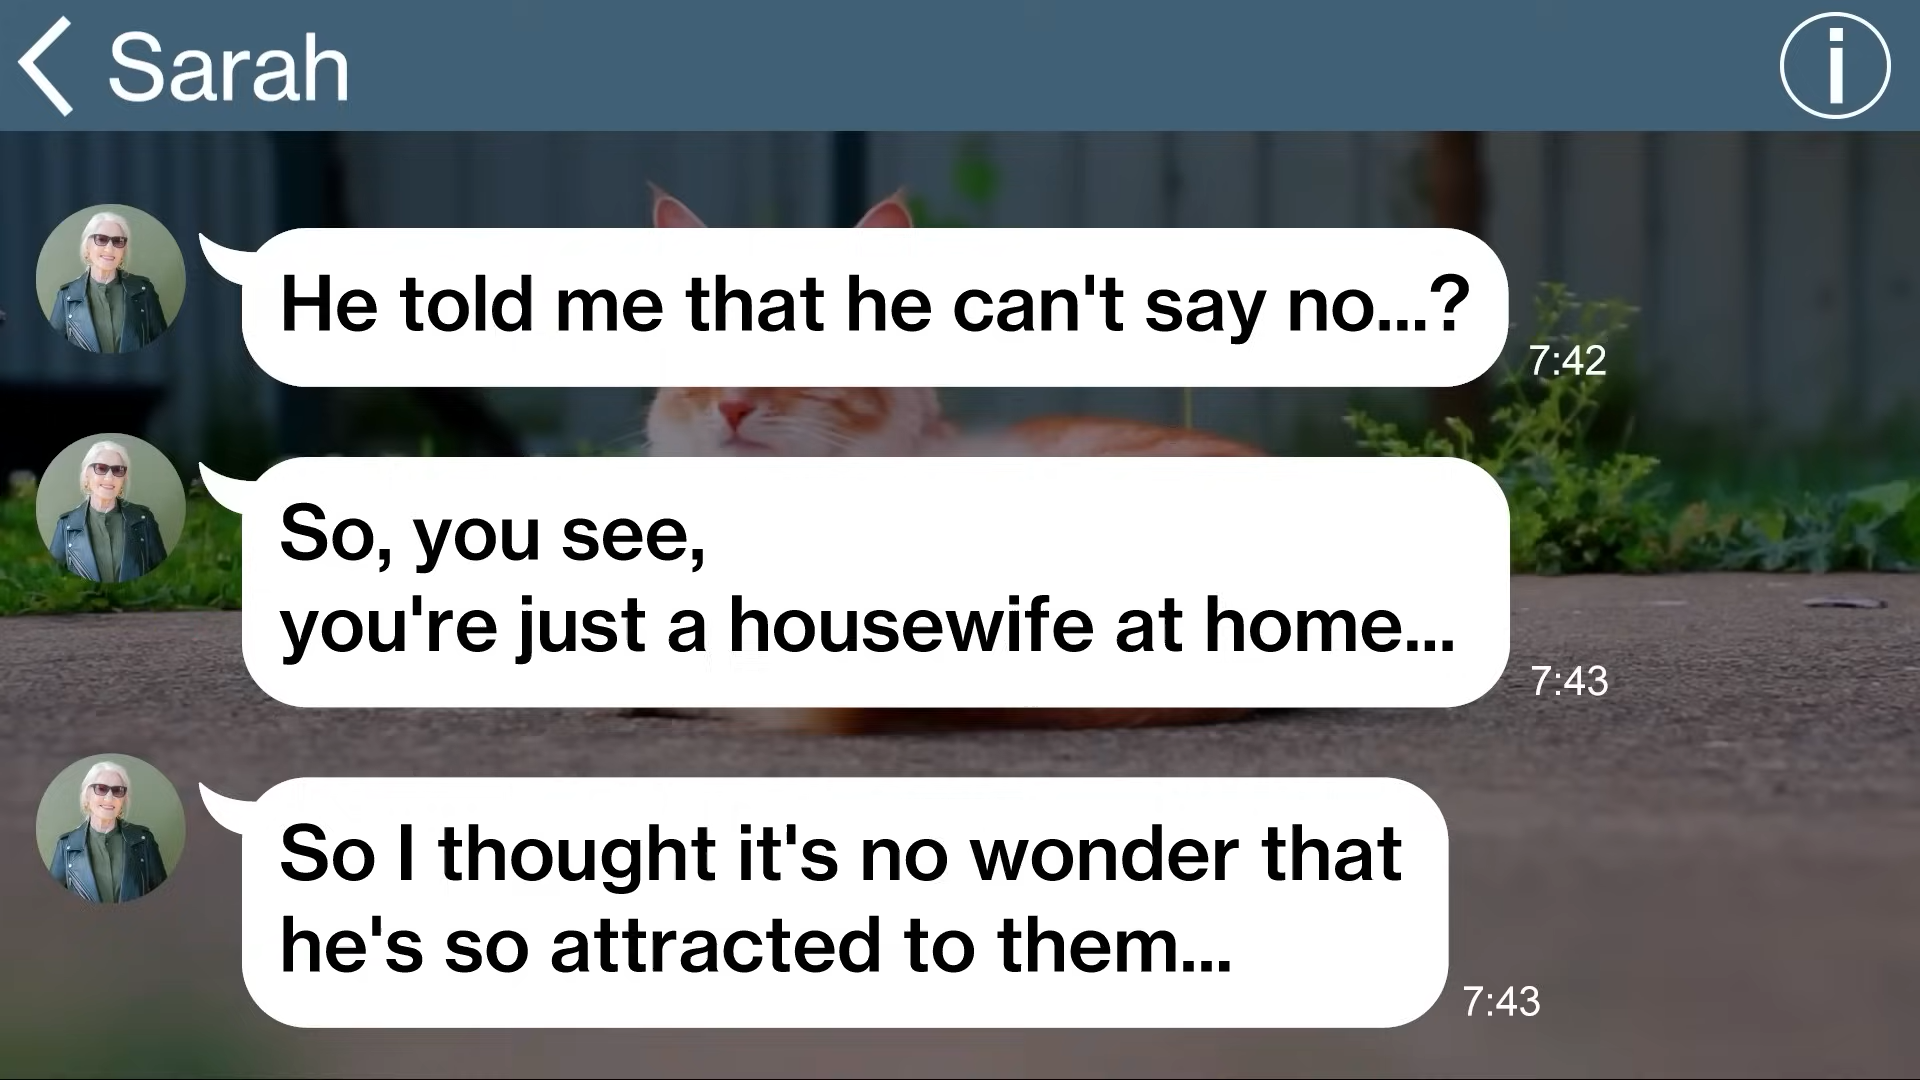 Sarah
i
He told me that he can't say no...?
7:42
So, you see,
you're just a housewife at home...
7:43
So I thought it's no wonder that
he's so attracted to them...
7:43